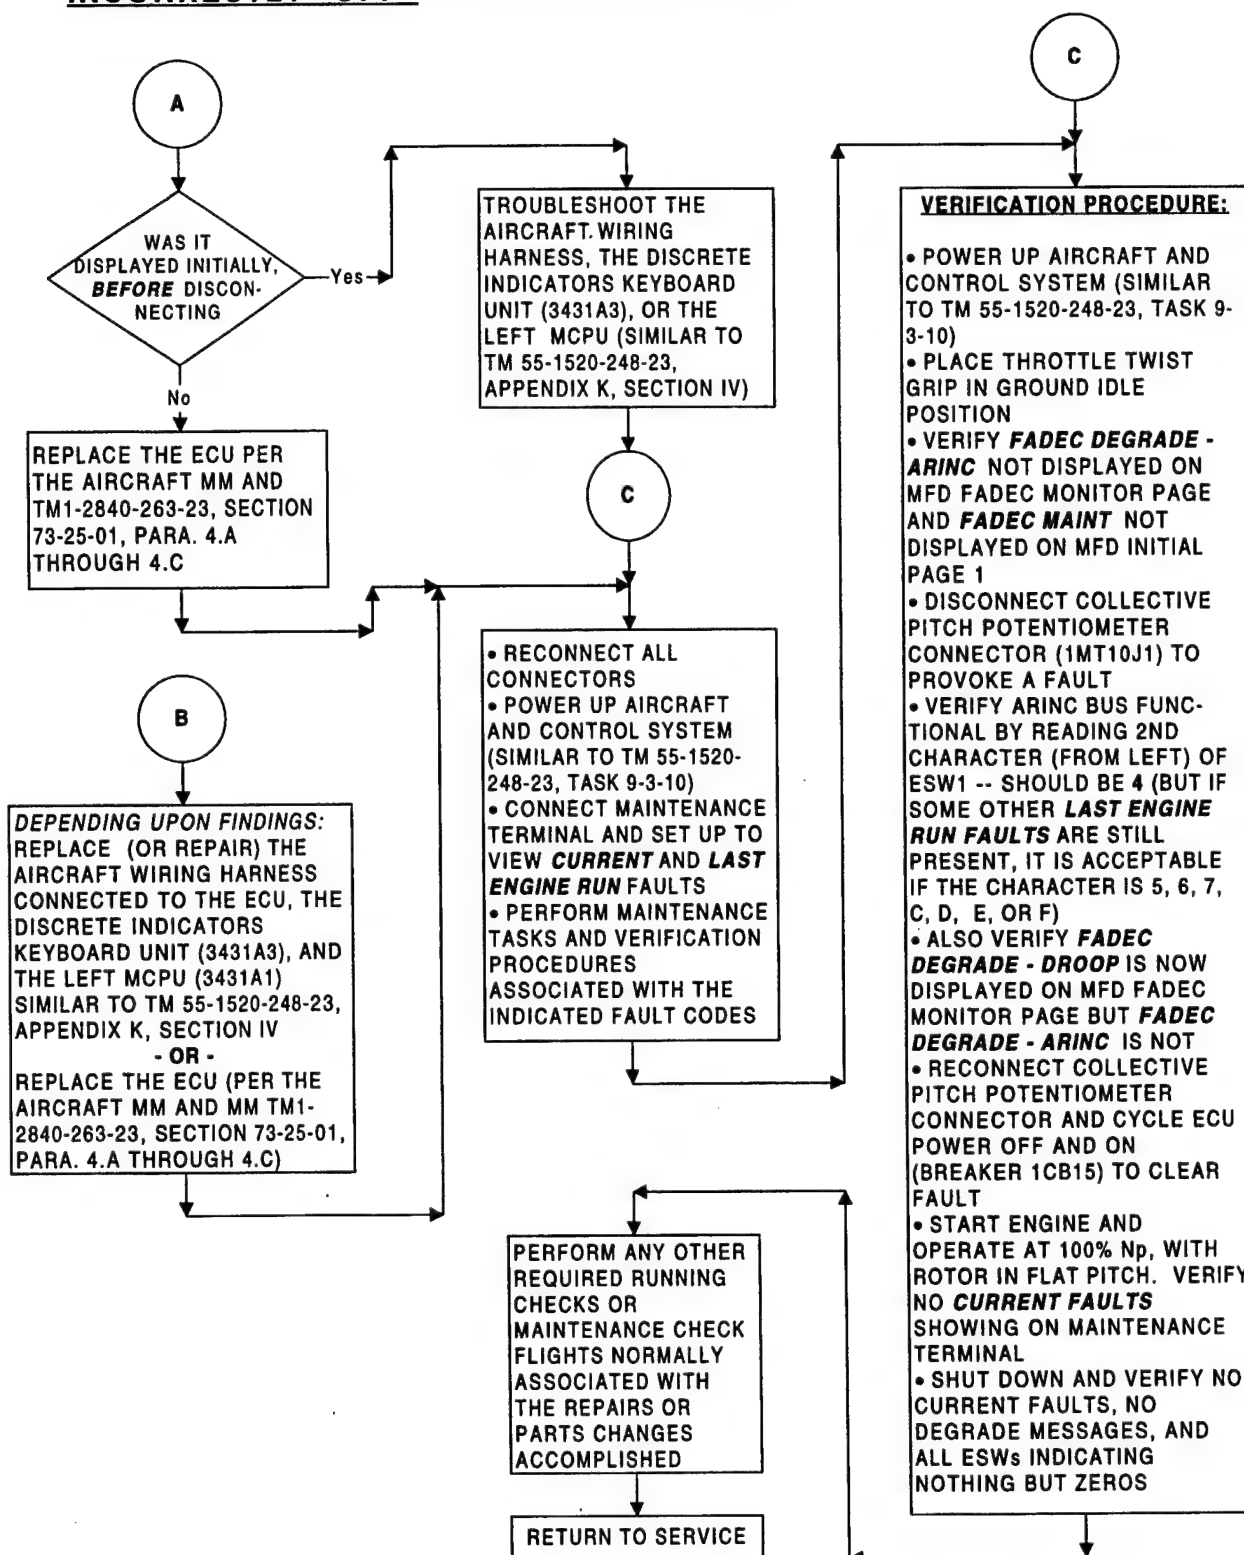 A
WAS IT
DISPLAYED INITIALLY,
BEFORE DISCON-
NECTING
Yes
No
REPLACE THE ECU PER
THE AIRCRAFT MM AND
TM1-2840-263-23, SECTION
73-25-01, PARA. 4.A
THROUGH 4.C
B
DEPENDING UPON FINDINGS:
REPLACE (OR REPAIR) THE
AIRCRAFT WIRING HARNESS
CONNECTED TO THE ECU, THE
DISCRETE INDICATORS
KEYBOARD UNIT (3431A3), AND
THE LEFT MCPU (3431A1)
SIMILAR TO TM 55-1520-248-23,
APPENDIX K, SECTION IV
- OR -
REPLACE THE ECU (PER THE
AIRCRAFT MM AND MM TM1-
2840-263-23, SECTION 73-25-01,
PARA. 4.A THROUGH 4.C)
TROUBLESHOOT THE
AIRCRAFT. WIRING
HARNESS, THE DISCRETE
INDICATORS KEYBOARD
UNIT (3431A3), OR THE
LEFT MCPU (SIMILAR TO
TM 55-1520-248-23,
APPENDIX K, SECTION IV)
C
• RECONNECT ALL
CONNECTORS
• POWER UP AIRCRAFT
AND CONTROL SYSTEM
(SIMILAR TO TM 55-1520-
248-23, TASK 9-3-10)
• CONNECT MAINTENANCE
TERMINAL AND SET UP TO
VIEW CURRENT AND LAST
ENGINE RUN FAULTS
• PERFORM MAINTENANCE
TASKS AND VERIFICATION
PROCEDURES
ASSOCIATED WITH THE
INDICATED FAULT CODES
C
VERIFICATION PROCEDURE:
• POWER UP AIRCRAFT AND
CONTROL SYSTEM (SIMILAR
TO TM 55-1520-248-23, TASK 9-
3-10)
• PLACE THROTTLE TWIST
GRIP IN GROUND IDLE
POSITION
• VERIFY FADEC DEGRADE -
ARINC NOT DISPLAYED ON
MFD FADEC MONITOR PAGE
AND FADEC MAINT NOT
DISPLAYED ON MFD INITIAL
PAGE 1
• DISCONNECT COLLECTIVE
PITCH POTENTIOMETER
CONNECTOR (1MT10J1) TO
PROVOKE A FAULT
• VERIFY ARINC BUS FUNC-
TIONAL BY READING 2ND
CHARACTER (FROM LEFT) OF
ESW1 -- SHOULD BE 4 (BUT IF
SOME OTHER LAST ENGINE
RUN FAULTS ARE STILL
PRESENT, IT IS ACCEPTABLE
IF THE CHARACTER IS 5, 6, 7,
C, D, E, OR F)
• ALSO VERIFY FADEC
DEGRADE - DROOP IS NOW
DISPLAYED ON MFD FADEC
MONITOR PAGE BUT FADEC
DEGRADE - ARINC IS NOT
• RECONNECT COLLECTIVE
PITCH POTENTIOMETER
CONNECTOR AND CYCLE ECU
POWER OFF AND ON
(BREAKER 1CB15) TO CLEAR
FAULT
• START ENGINE AND
OPERATE AT 100% Np, WITH
ROTOR IN FLAT PITCH. VERIFY
NO CURRENT FAULTS
SHOWING ON MAINTENANCE
TERMINAL
• SHUT DOWN AND VERIFY NO
CURRENT FAULTS, NO
DEGRADE MESSAGES, AND
ALL ESWs INDICATING
NOTHING BUT ZEROS
PERFORM ANY OTHER
REQUIRED RUNNING
CHECKS OR
MAINTENANCE CHECK
FLIGHTS NORMALLY
ASSOCIATED WITH
THE REPAIRS OR
PARTS CHANGES
ACCOMPLISHED
RETURN TO SERVICE